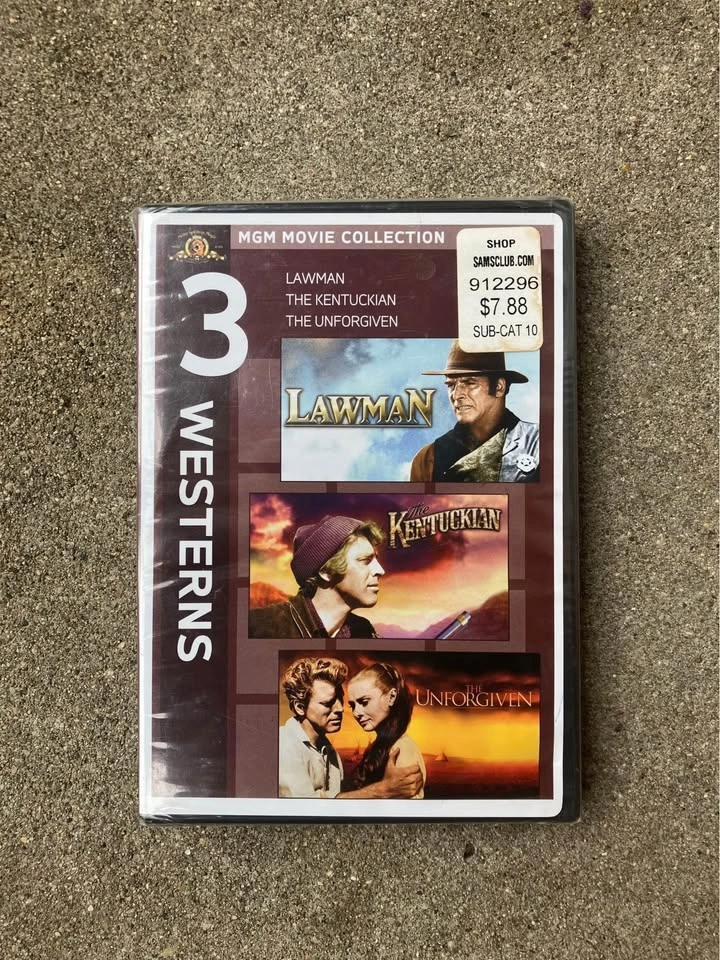 MGM MOVIE COLLECTION
3 WESTERNS
LAWMAN
THE KENTUCKIAN
THE UNFORGIVEN
SHOP
SAMSCLUB.COM
912296
$7.88
SUB-CAT 10
LAWMAN
The
KENTUCKIAN
THE
UNFORGIVEN